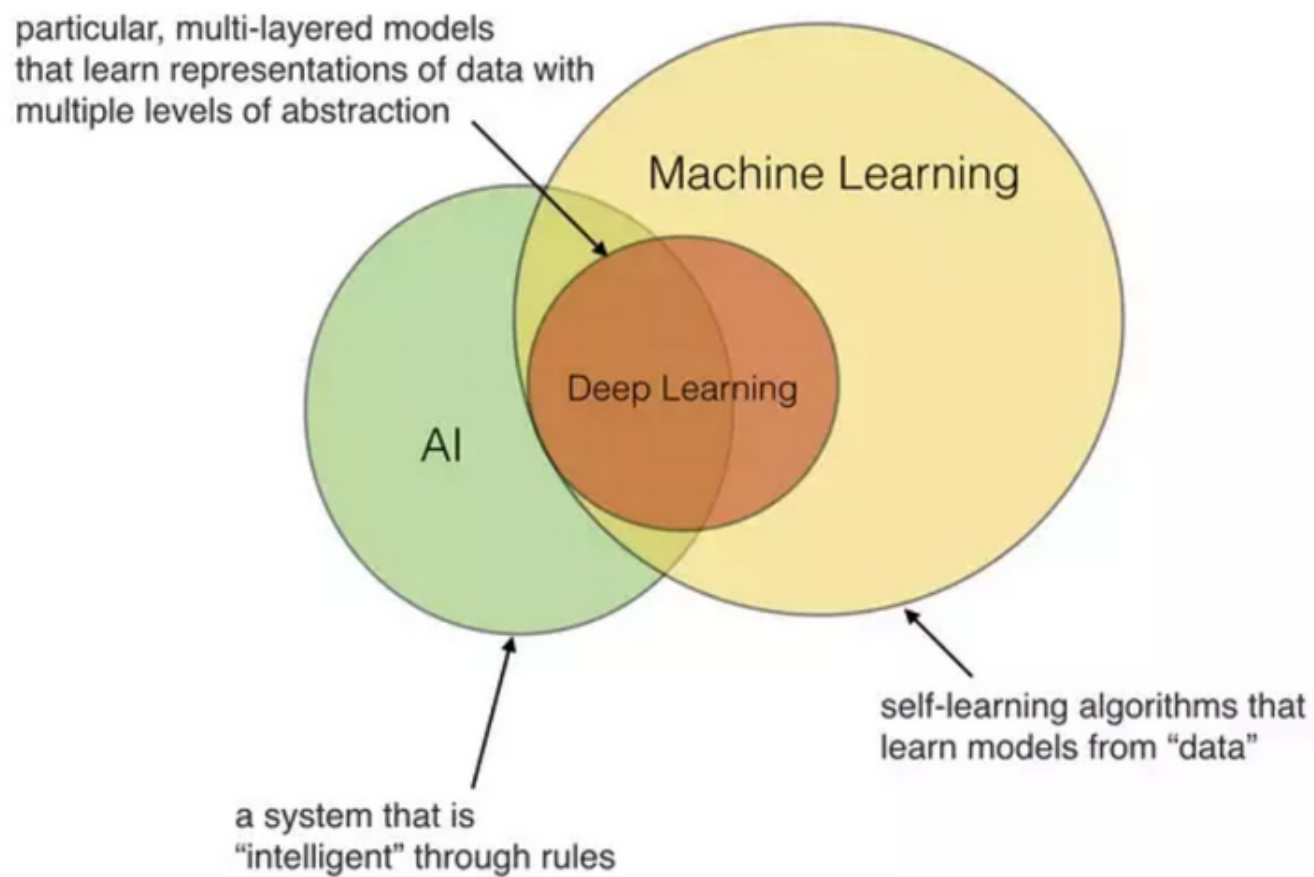 particular, multi-layered models
that learn representations of data with
multiple levels of abstraction
Machine Learning
Deep Learning
AI
self-learning algorithms that
learn models from “data”
a system that is
“intelligent” through rules